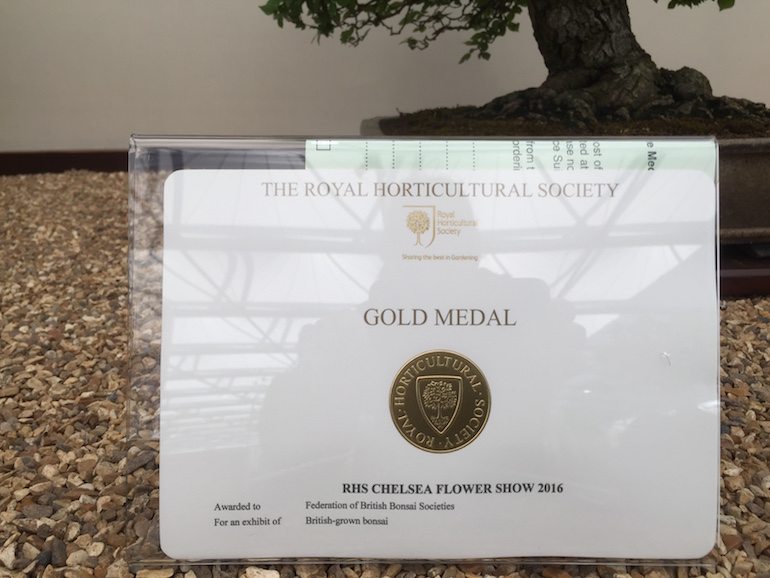 THE ROYAL HORTICULTURAL SOCIETY
Royal
Horticultural
Society
Sharing the best in Gardening
GOLD MEDAL
ROYAL · HORTICULTURAL · SOCIETY
RHS CHELSEA FLOWER SHOW 2016
Awarded to Federation of British Bonsai Societies
For an exhibit of British-grown bonsai